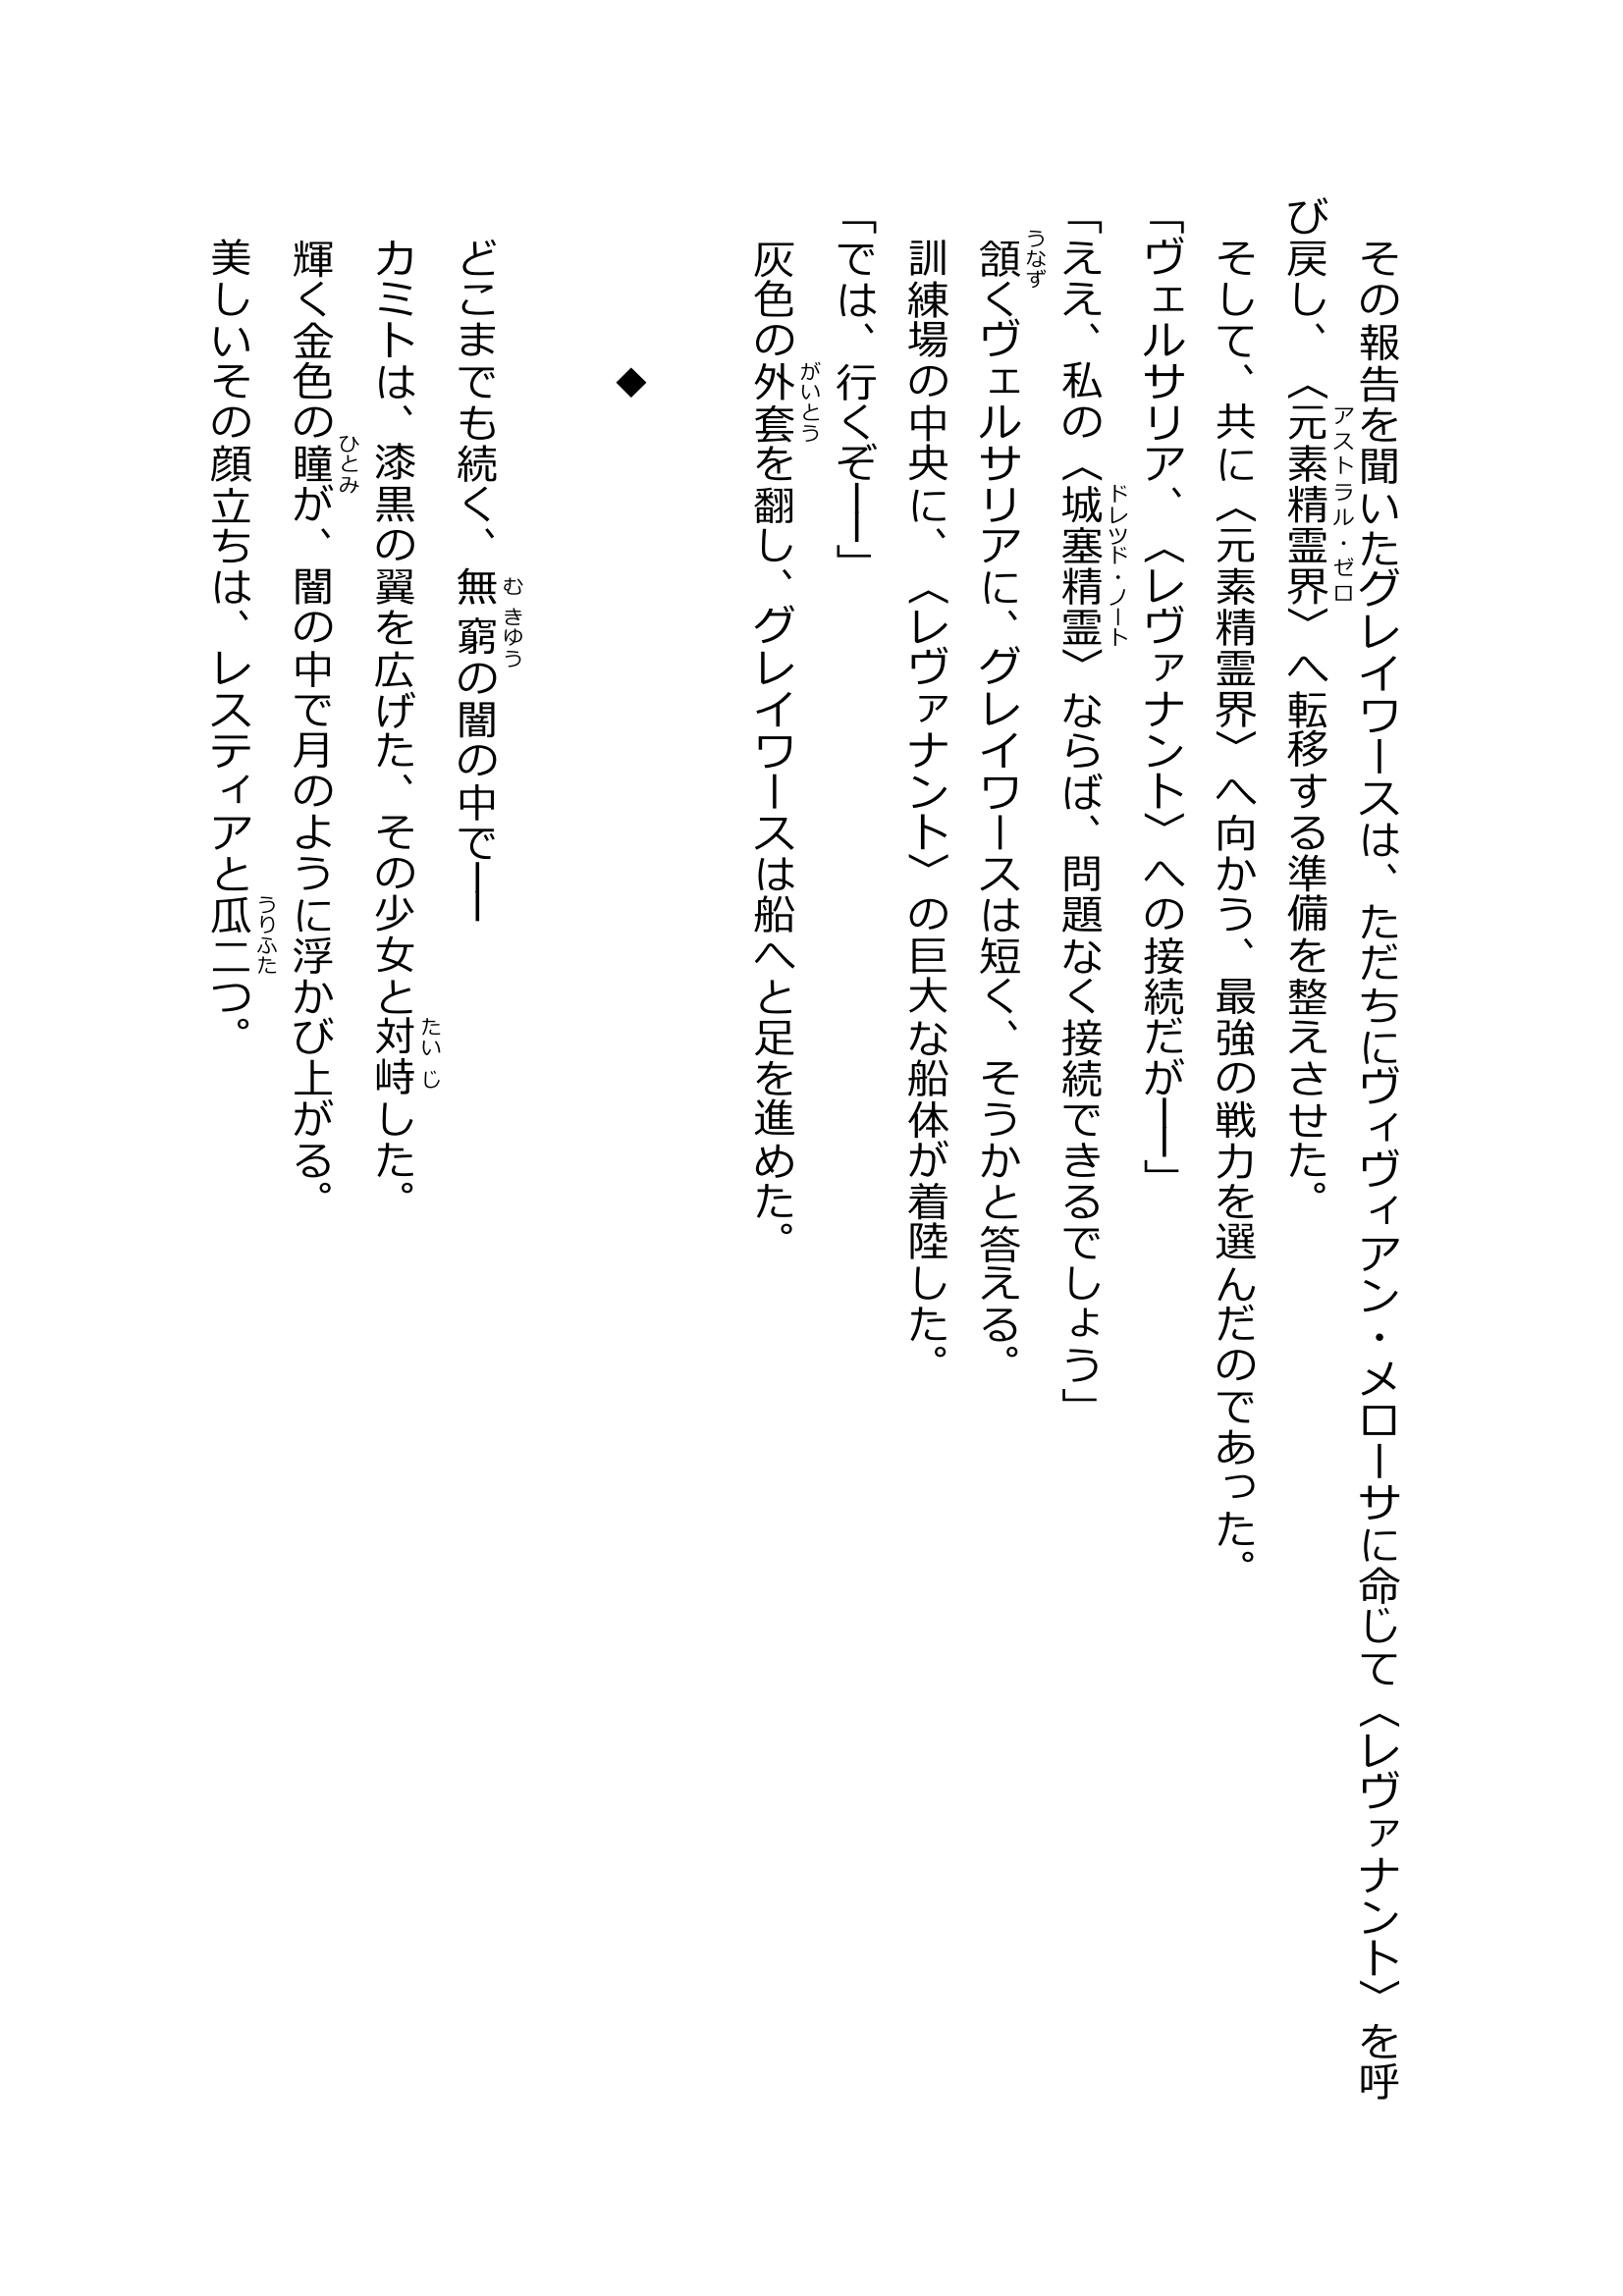 その報告を聞いたグレイワースは、ただちにヴィヴィアン・メローサに命じて〈レヴァナント〉を呼
び戻し、〈元素精霊界〉へ転移する準備を整えさせた。
アストラル・ゼロ
そして、共に〈元素精霊界〉へ向かう、最強の戦力を選んだのであった。
「ヴェルサリア、〈レヴァナント〉への接続だが――」
「ええ、私の〈城塞精霊〉ならば、問題なく接続できるでしょう」
ドレツド・ノート
頷くヴェルサリアに、グレイワースは短く、そうかと答える。
うなず
訓練場の中央に、〈レヴァナント〉の巨大な船体が着陸した。
「では、行くぞ――」
灰色の外套を翻し、グレイワースは船へと足を進めた。
がいとう
◆
どこまでも続く、無窮の闇の中で――
むきゆう
カミトは、漆黒の翼を広げた、その少女と対峙した。
たいじ
輝く金色の瞳が、闇の中で月のように浮かび上がる。
ひとみ
美しいその顔立ちは、レスティアと瓜二つ。
うりふた